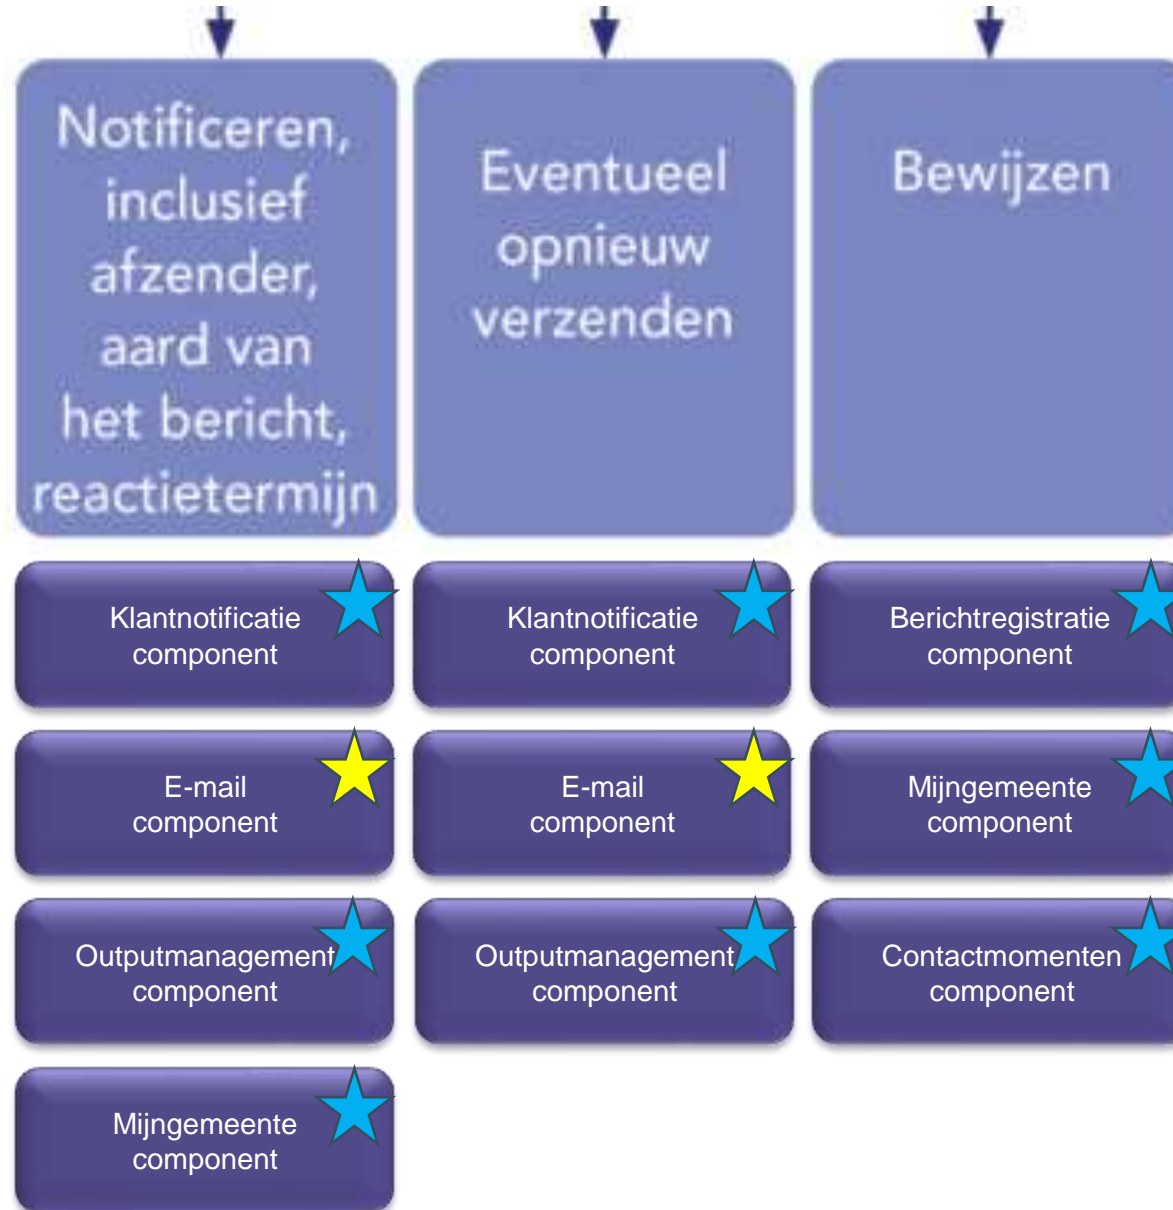 Notificeren,
inclusief
afzender,
aard van
het bericht,
reactietermijn
Eventueel
opnieuw
verzenden
Bewijzen
Klantnotificatie
component
Klantnotificatie
component
Berichtregistratie
component
E-mail
component
E-mail
component
Mijngemeente
component
Outputmanagement
component
Outputmanagement
component
Contactmomenten
component
Mijngemeente
component